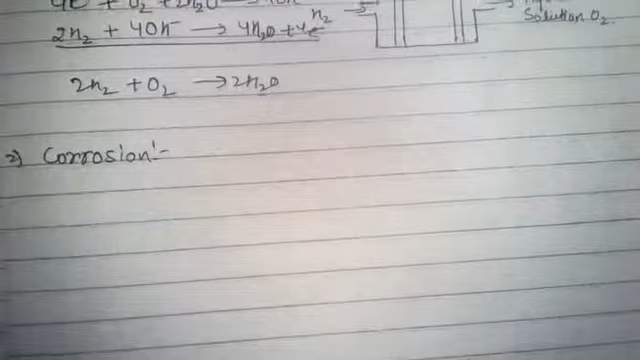 2H₂ + 4OH⁻ → 4H₂O + 4e⁻
H₂
Solution O₂.
2H₂ + O₂ → 2H₂O
2) Corrosion:-